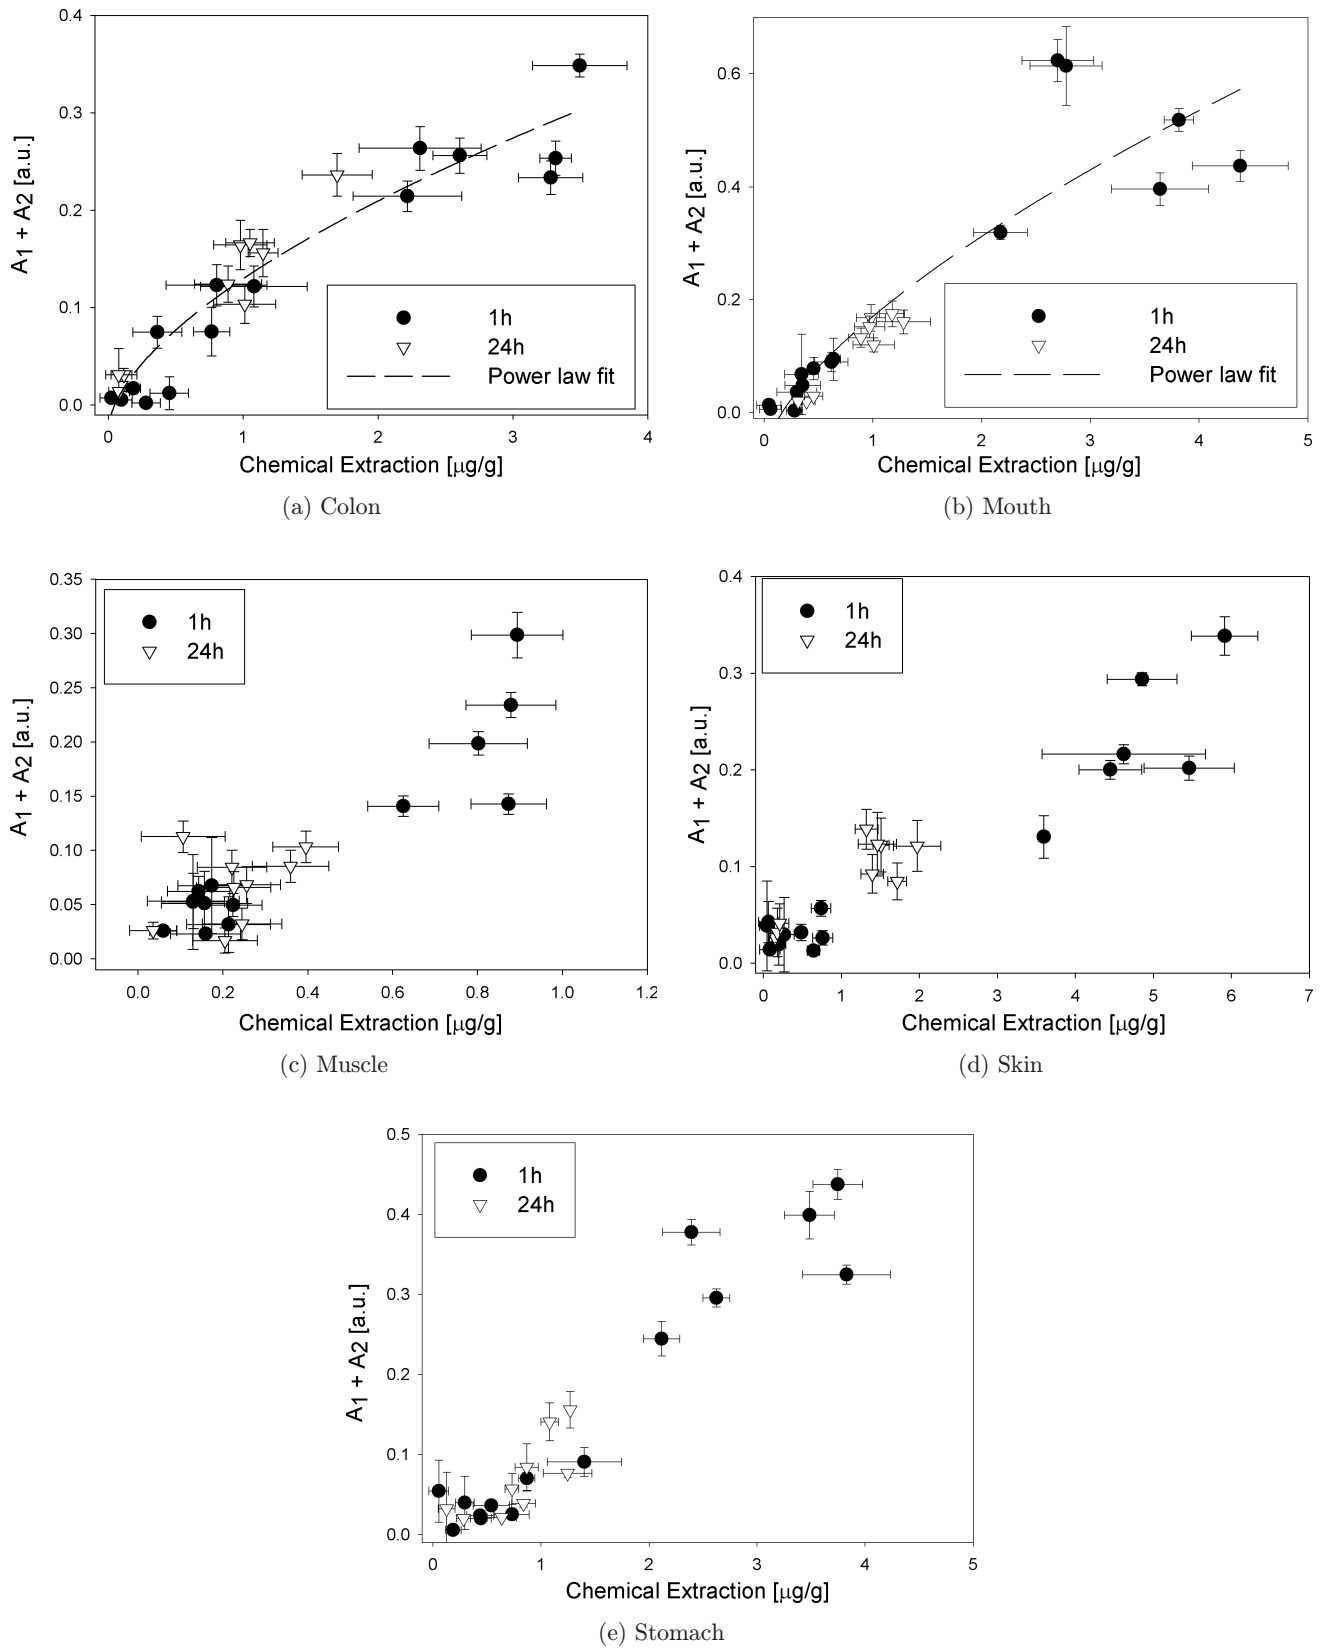 0.4
0.3
0.2
0.1
0.0
A1 + A2 [a.u.]
1h
24h
Power law fit
0 1 2 3 4
Chemical Extraction [μg/g]
(a) Colon
0.6
0.4
0.2
0.0
A1 + A2 [a.u.]
1h
24h
Power law fit
0 1 2 3 4 5
Chemical Extraction [μg/g]
(b) Mouth
0.35
0.30
0.25
0.20
0.15
0.10
0.05
0.00
A1 + A2 [a.u.]
1h
24h
0.0 0.2 0.4 0.6 0.8 1.0 1.2
Chemical Extraction [μg/g]
(c) Muscle
0.4
0.3
0.2
0.1
0.0
A1 + A2 [a.u.]
1h
24h
0 1 2 3 4 5 6 7
Chemical Extraction [μg/g]
(d) Skin
0.5
0.4
0.3
0.2
0.1
0.0
A1 + A2 [a.u.]
1h
24h
0 1 2 3 4 5
Chemical Extraction [μg/g]
(e) Stomach